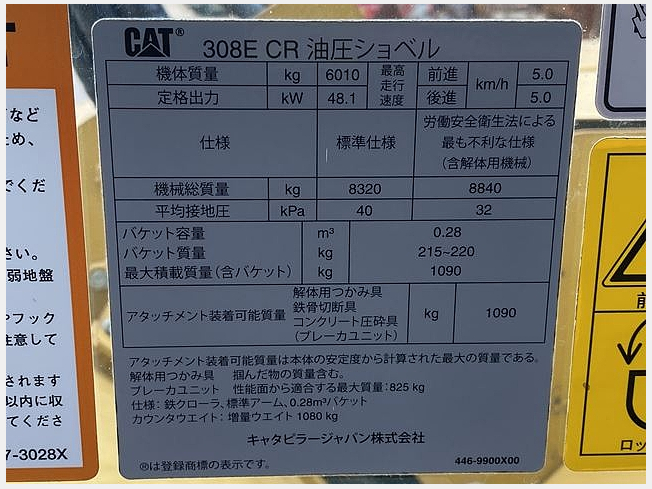 CAT® 308E CR 油圧ショベル
機体質量 kg 6010 最高走行速度 前進 km/h 5.0
定格出力 kW 48.1 後進 5.0
仕様 標準仕様 労働安全衛生法による最も不利な仕様(含解体用機械)
機械総質量 kg 8320 8840
平均接地圧 kPa 40 32
バケット容量 m³ 0.28
バケット質量 kg 215~220
最大積載質量(含バケット) kg 1090
アタッチメント装着可能質量 解体用つかみ具 鉄骨切断具 コンクリート圧砕具 (ブレーカユニット) kg 1090
アタッチメント装着可能質量は本体の安定度から計算された最大の質量である。
解体用つかみ具 掴んだ物の質量含む。
ブレーカユニット 性能面から適合する最大質量:825 kg
仕様: 鉄クローラ、標準アーム、0.28m³バケット
カウンタウエイト: 増量ウエイト 1080 kg
キャタピラージャパン株式会社
®は登録商標の表示です。 446-9900X00
など
め、
でくだ
さい。
弱地盤
やフック
注意して
されます
以内に収
てくださ
7-3028X
前
ロッ